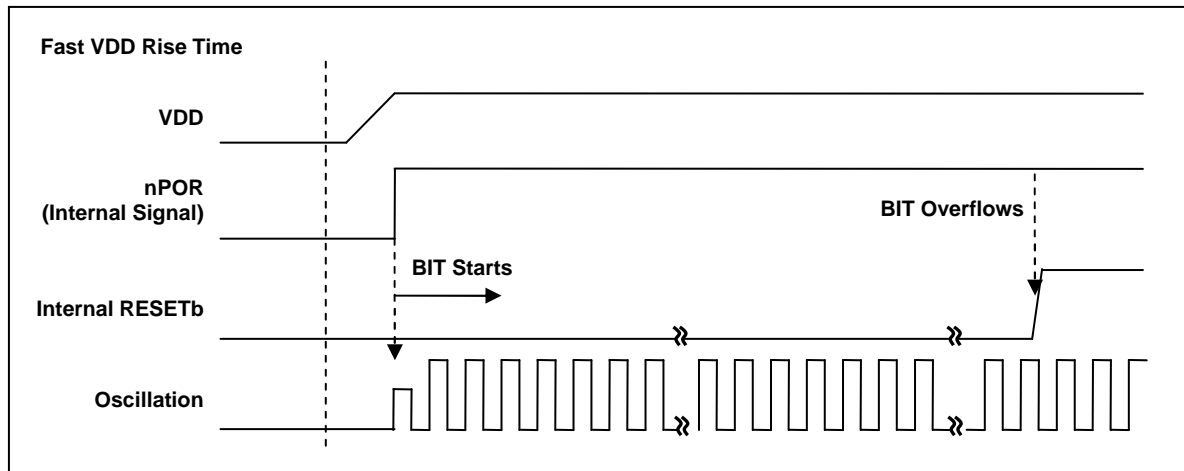 Fast VDD Rise Time
VDD
nPOR
(Internal Signal)
BIT Overflows
BIT Starts
Internal RESETb
Oscillation